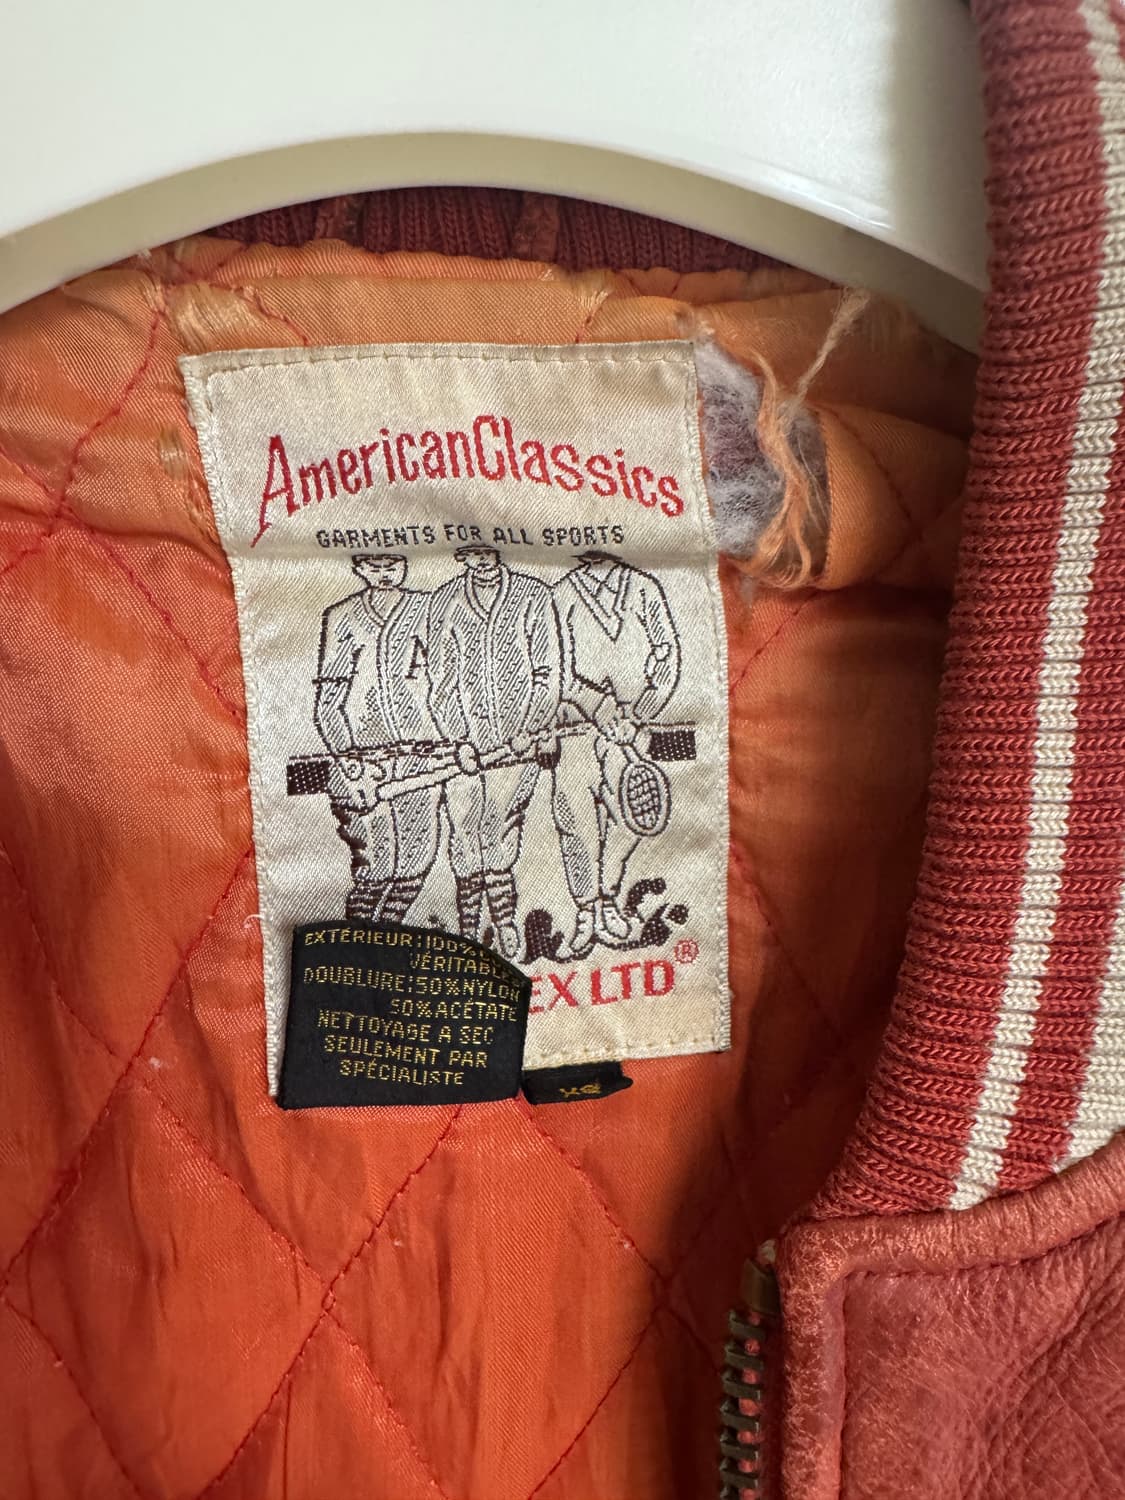 AmericanClassics
GARMENTS FOR ALL SPORTS
A
EX LTD®
EXTÉRIEUR:100%
VÉRITABLE
DOUBLURE:50%NYLON
50%ACÉTATE
NETTOYAGE A SEC
SEULEMENT PAR
SPÉCIALISTE